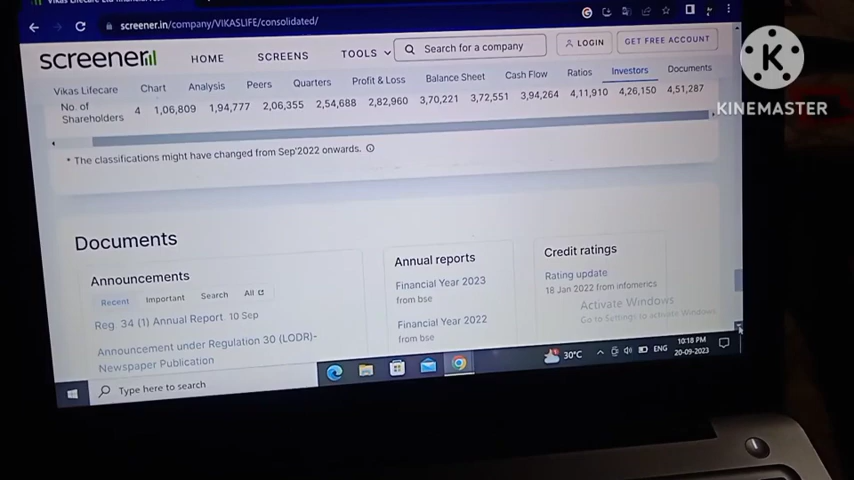 screener.in/company/VIKASLIFE/consolidated/
screener
HOME
SCREENS
TOOLS
Search for a company
LOGIN
GET FREE ACCOUNT
Vikas Lifecare
Chart
Analysis
Peers
Quarters
Profit & Loss
Balance Sheet
Cash Flow
Ratios
Investors
Documents
No. of
Shareholders
4 1,06,809 1,94,777 2,06,355 2,54,688 2,82,960 3,70,221 3,72,551 3,94,264 4,11,910 4,26,150 4,51,287
* The classifications might have changed from Sep'2022 onwards.
Documents
Announcements
Recent
Important
Search
All
Reg. 34 (1) Annual Report 10 Sep
Announcement under Regulation 30 (LODR)-
Newspaper Publication
Annual reports
Financial Year 2023
from bse
Financial Year 2022
from bse
Credit ratings
Rating update
18 Jan 2022 from infomerics
Activate Windows
Go to Settings to activate Windows.
Type here to search
30°C
ENG
10:18 PM
20-09-2023
K
KINEMASTER